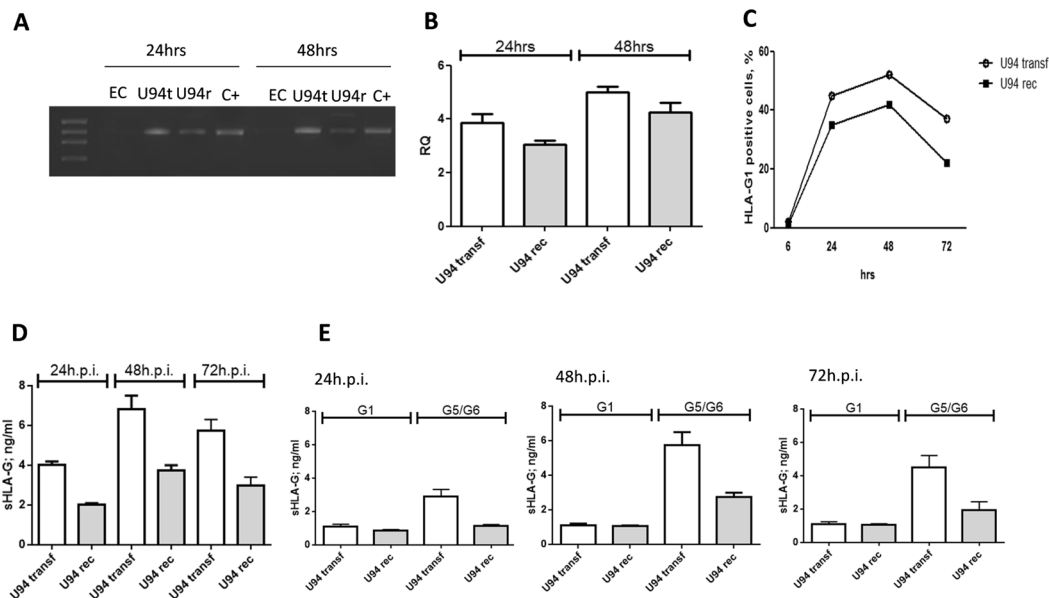 A
24hrs 48hrs
EC U94t U94r C+ EC U94t U94r C+
B
24hrs 48hrs
6
4
2
0
RQ
U94 transf U94 rec U94 transf U94 rec
C
HLA-G1 positive cells, %
60
40
20
0
6 24 48 72
hrs
U94 transf
U94 rec
D
24h.p.i. 48h.p.i. 72h.p.i.
sHLA-G; ng/ml
8
6
4
2
0
U94 transf U94 rec U94 transf U94 rec U94 transf U94 rec
E
24h.p.i.
G1 G5/G6
sHLA-G; ng/ml
8
6
4
2
0
U94 transf U94 rec U94 transf U94 rec
48h.p.i.
G1 G5/G6
sHLA-G; ng/ml
8
6
4
2
0
U94 transf U94 rec U94 transf U94 rec
72h.p.i.
G1 G5/G6
sHLA-G; ng/ml
8
6
4
2
0
U94 transf U94 rec U94 transf U94 rec